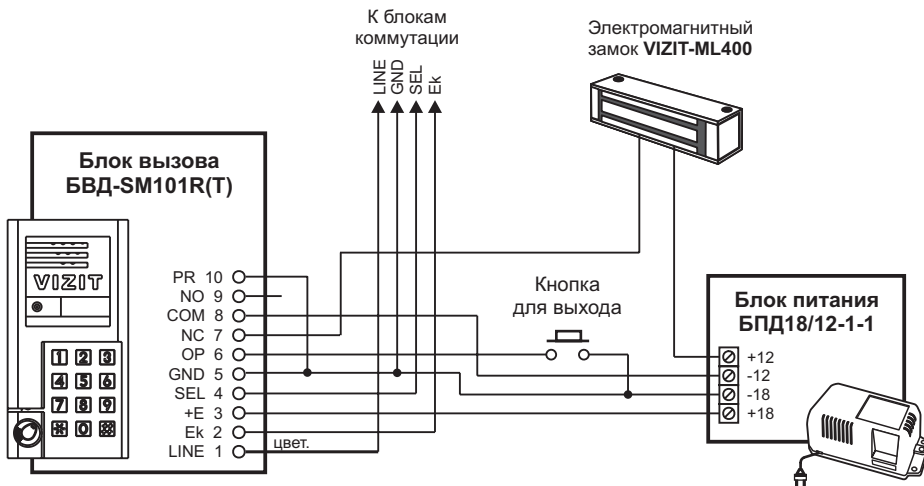 К блокам
коммутации
LINE
GND
SEL
Ek
Электромагнитный
замок VIZIT-ML400
Блок вызова
БВД-SM101R(T)
VIZIT
1 2 3
4 5 6
7 8 9
* 0 #
PR 10
NO 9
COM 8
NC 7
OP 6
GND 5
SEL 4
+E 3
Ek 2
LINE 1
цвет.
Кнопка
для выхода
Блок питания
БПД18/12-1-1
+12
-12
-18
+18